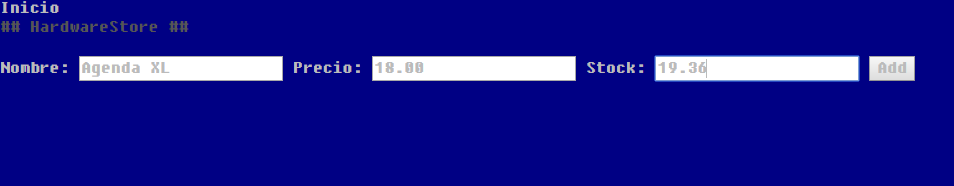 Inicio
## HardwareStore ##
Nombre: Agenda XL Precio: 18.00 Stock: 19.36 Add